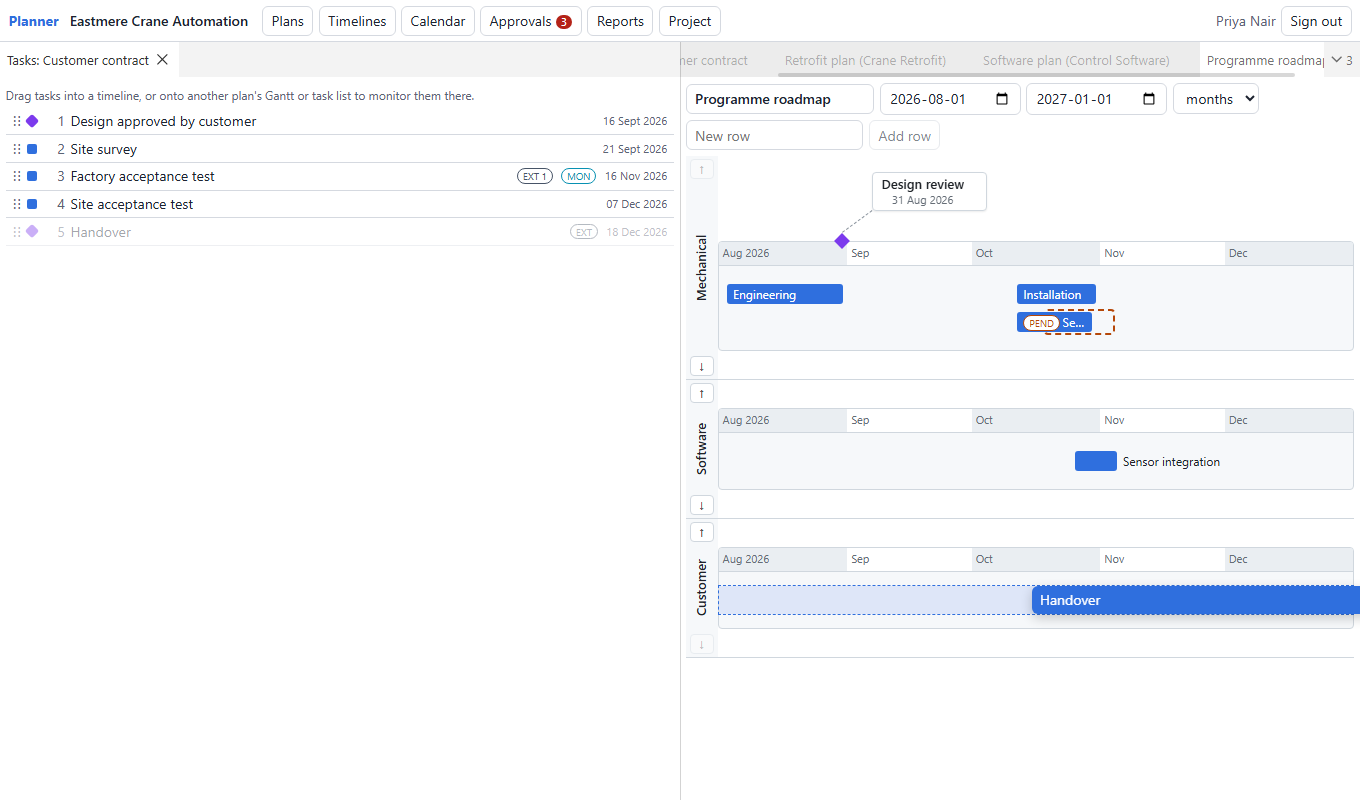 Planner Eastmere Crane Automation Plans Timelines Calendar Approvals 3 Reports Project Priya Nair Sign out
Tasks: Customer contract
Drag tasks into a timeline, or onto another plan's Gantt or task list to monitor them there.
1 Design approved by customer 16 Sept 2026
2 Site survey 21 Sept 2026
3 Factory acceptance test EXT 1 MON 16 Nov 2026
4 Site acceptance test 07 Dec 2026
5 Handover EXT 18 Dec 2026
contract Retrofit plan (Crane Retrofit) Software plan (Control Software) Programme roadmap 3
Programme roadmap 2026-08-01 2027-01-01 months
New row Add row
↑
Design review
31 Aug 2026
Mechanical
Aug 2026 Sep Oct Nov Dec
Engineering Installation
PEND Se...
↓
↑
Software
Aug 2026 Sep Oct Nov Dec
Sensor integration
↓
↑
Customer
Aug 2026 Sep Oct Nov Dec
Handover
↓